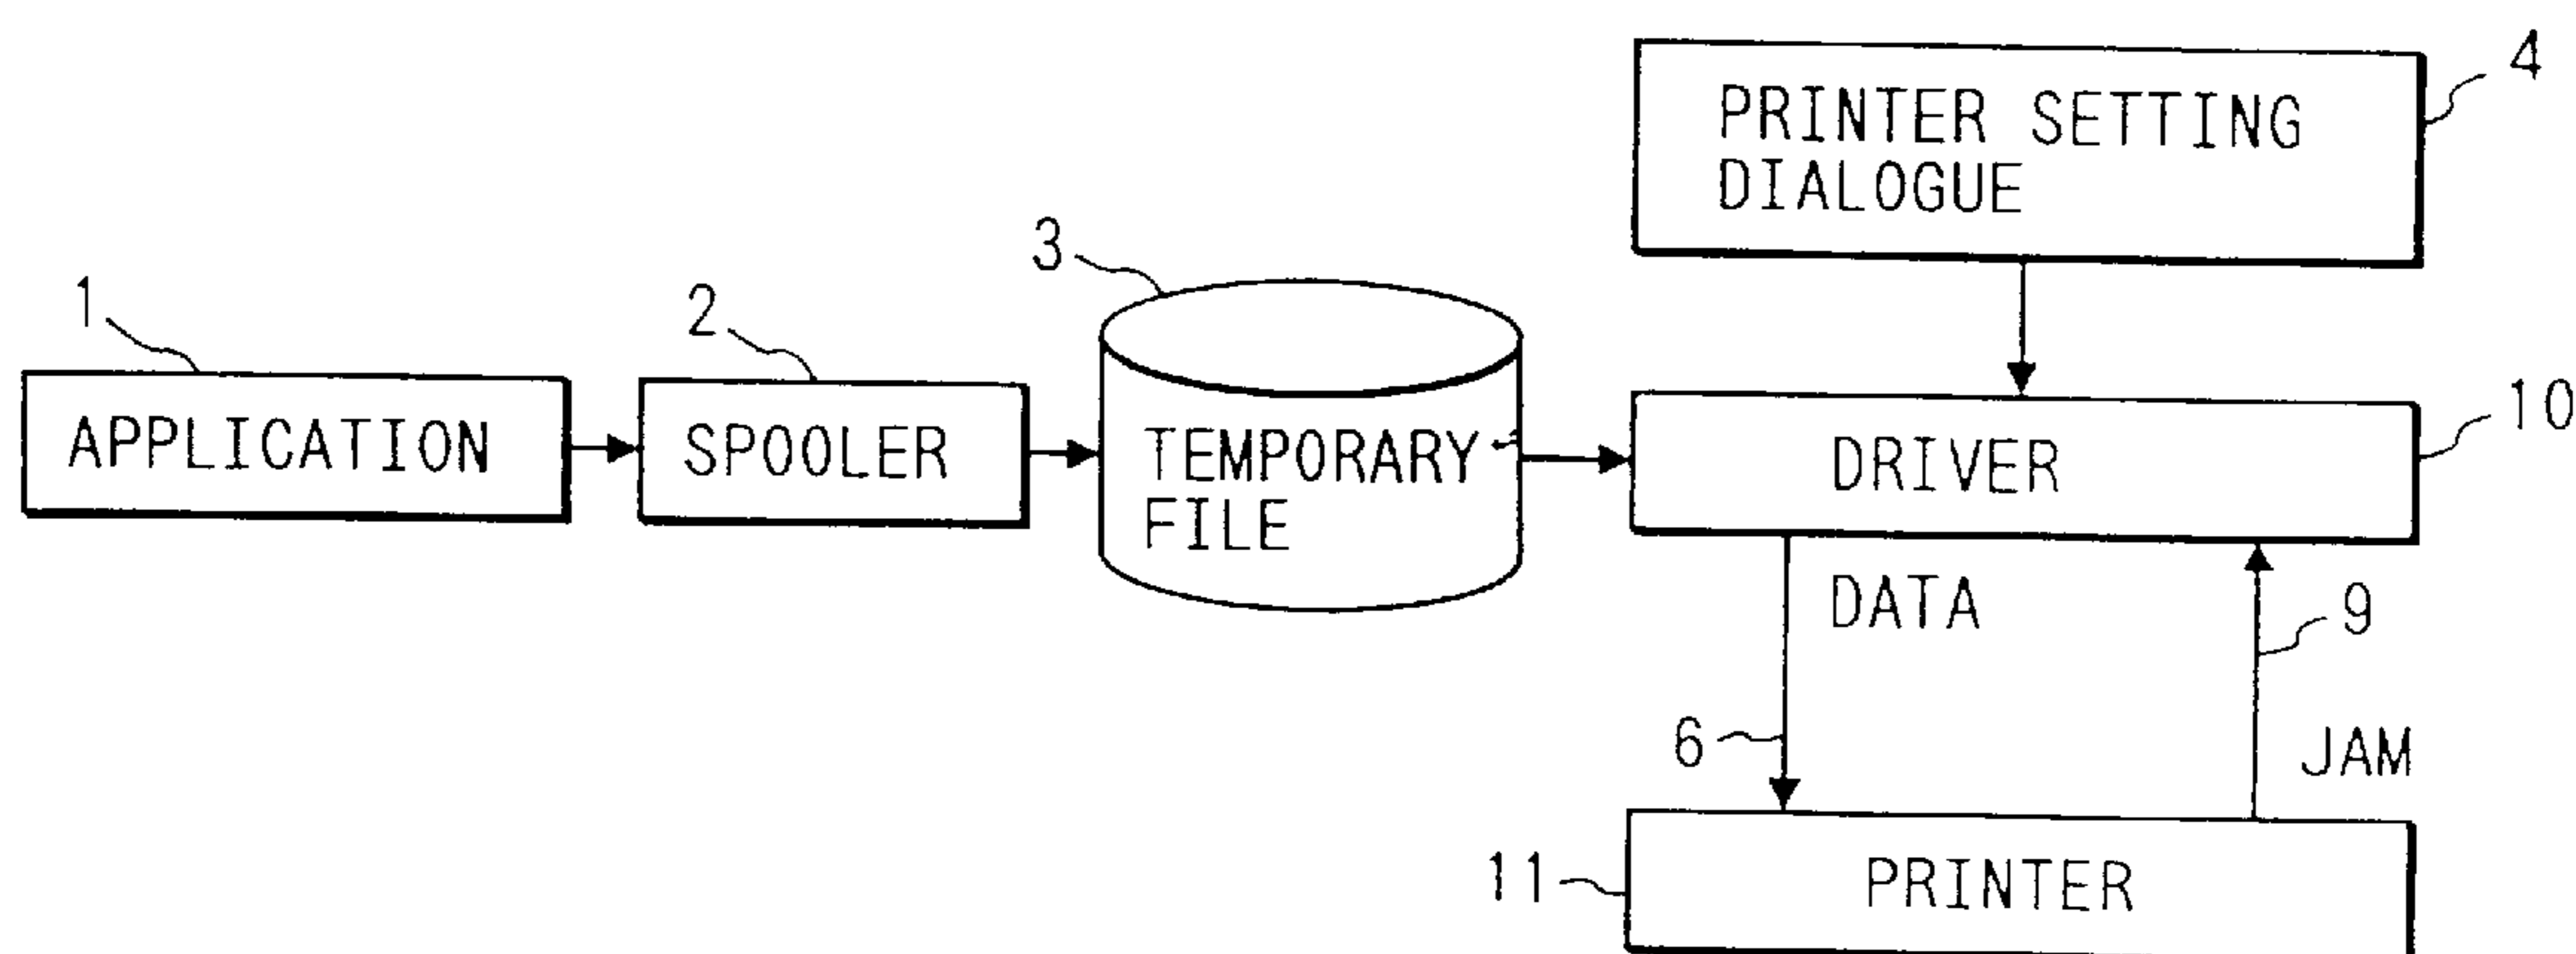 4
PRINTER SETTING
DIALOGUE
3
1
2
10
APPLICATION
SPOOLER
TEMPORARY
FILE
DRIVER
DATA
9
6
JAM
11
PRINTER